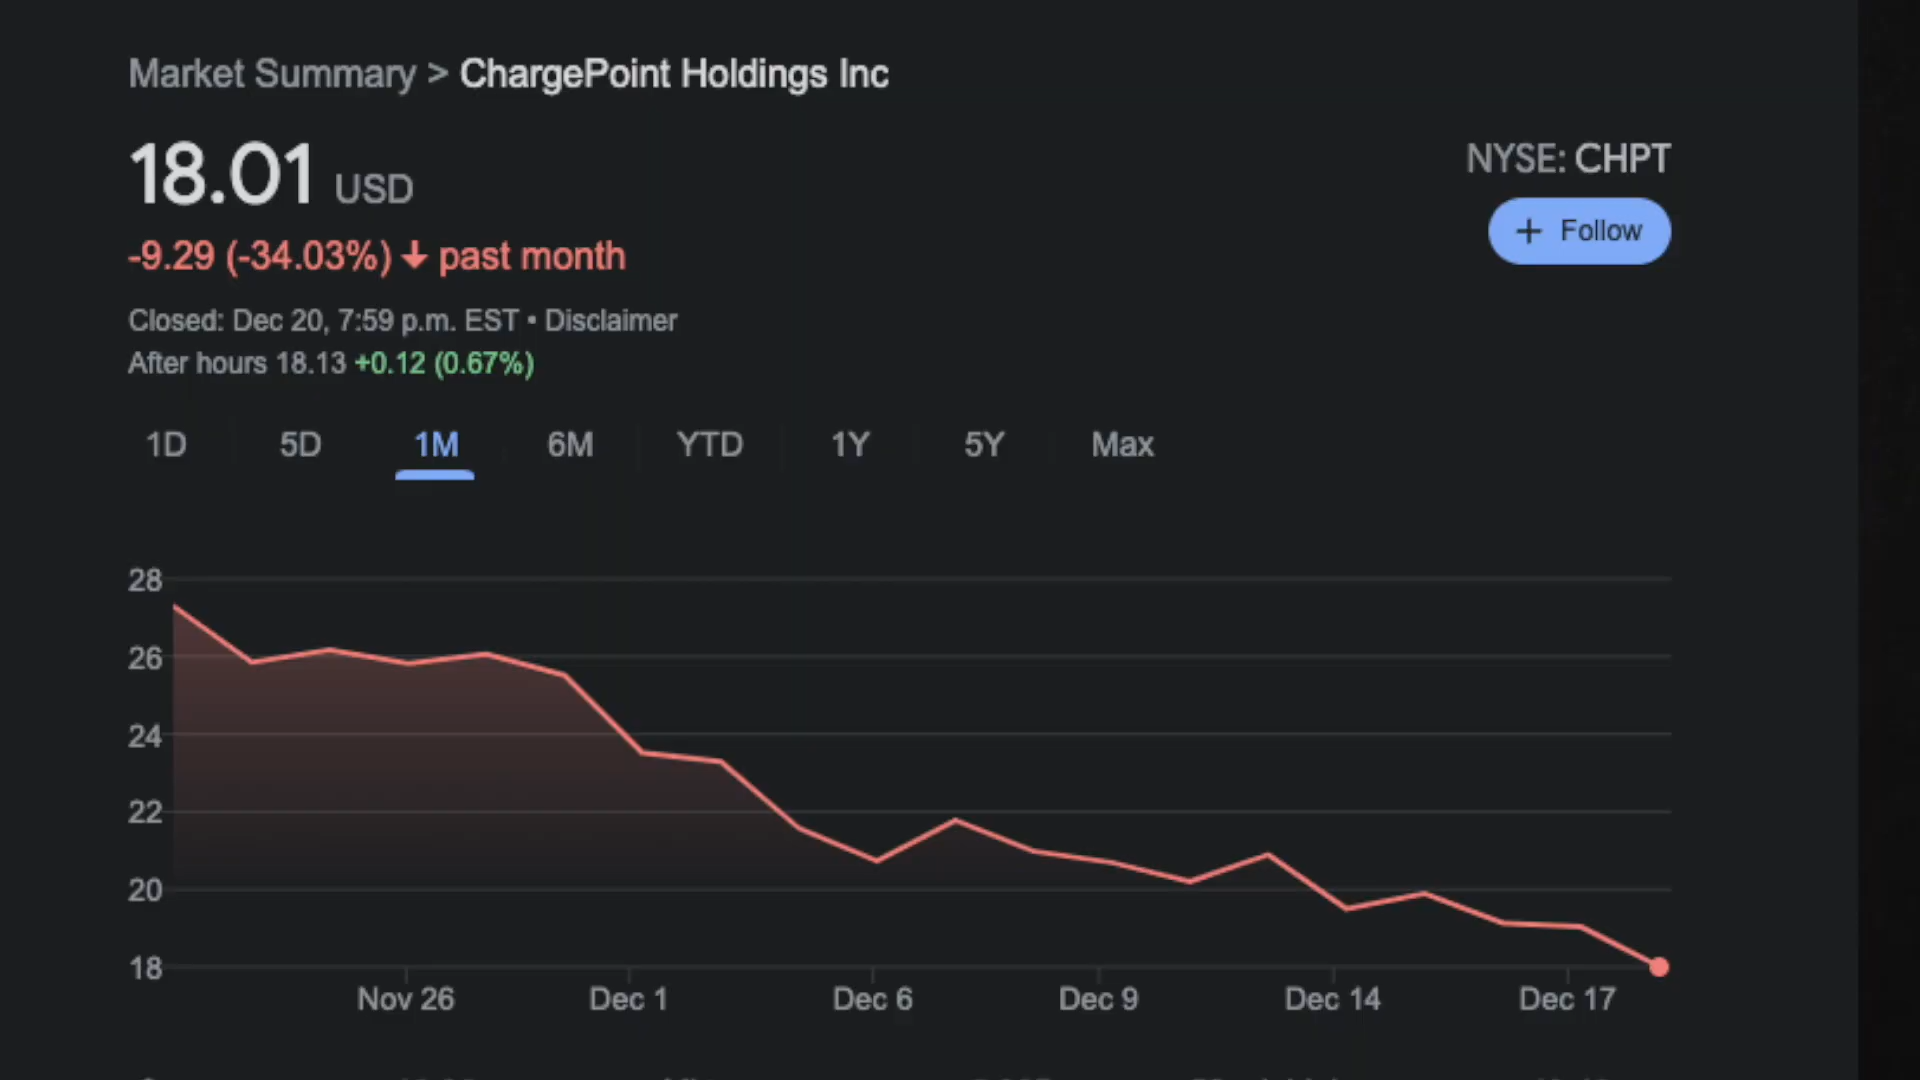 Market Summary > ChargePoint Holdings Inc
18.01 USD
NYSE: CHPT
+ Follow
-9.29 (-34.03%) ↓ past month
Closed: Dec 20, 7:59 p.m. EST • Disclaimer
After hours 18.13 +0.12 (0.67%)
1D 5D 1M 6M YTD 1Y 5Y Max
28
26
24
22
20
18
Nov 26 Dec 1 Dec 6 Dec 9 Dec 14 Dec 17